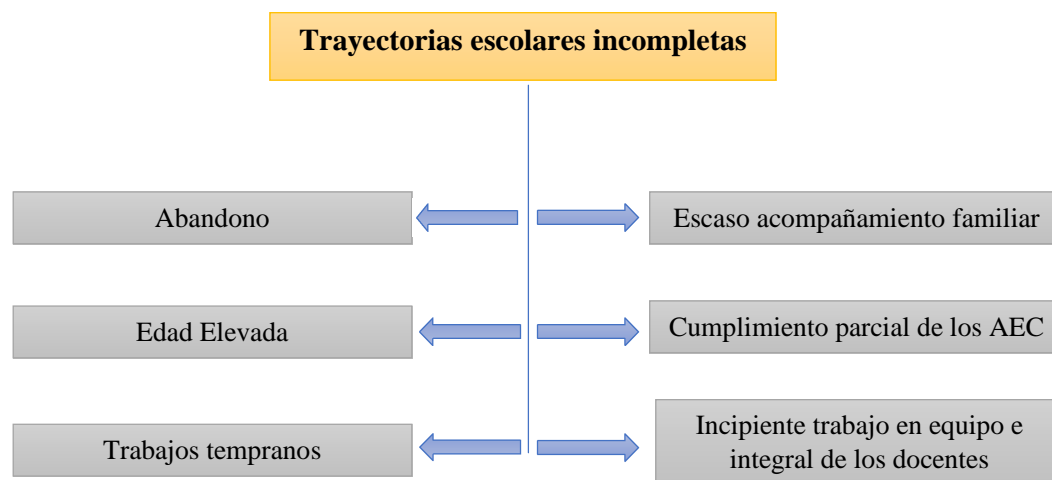 Trayectorias escolares incompletas
Abandono
Escaso acompañamiento familiar
Edad Elevada
Cumplimiento parcial de los AEC
Trabajos tempranos
Incipiente trabajo en equipo e
integral de los docentes